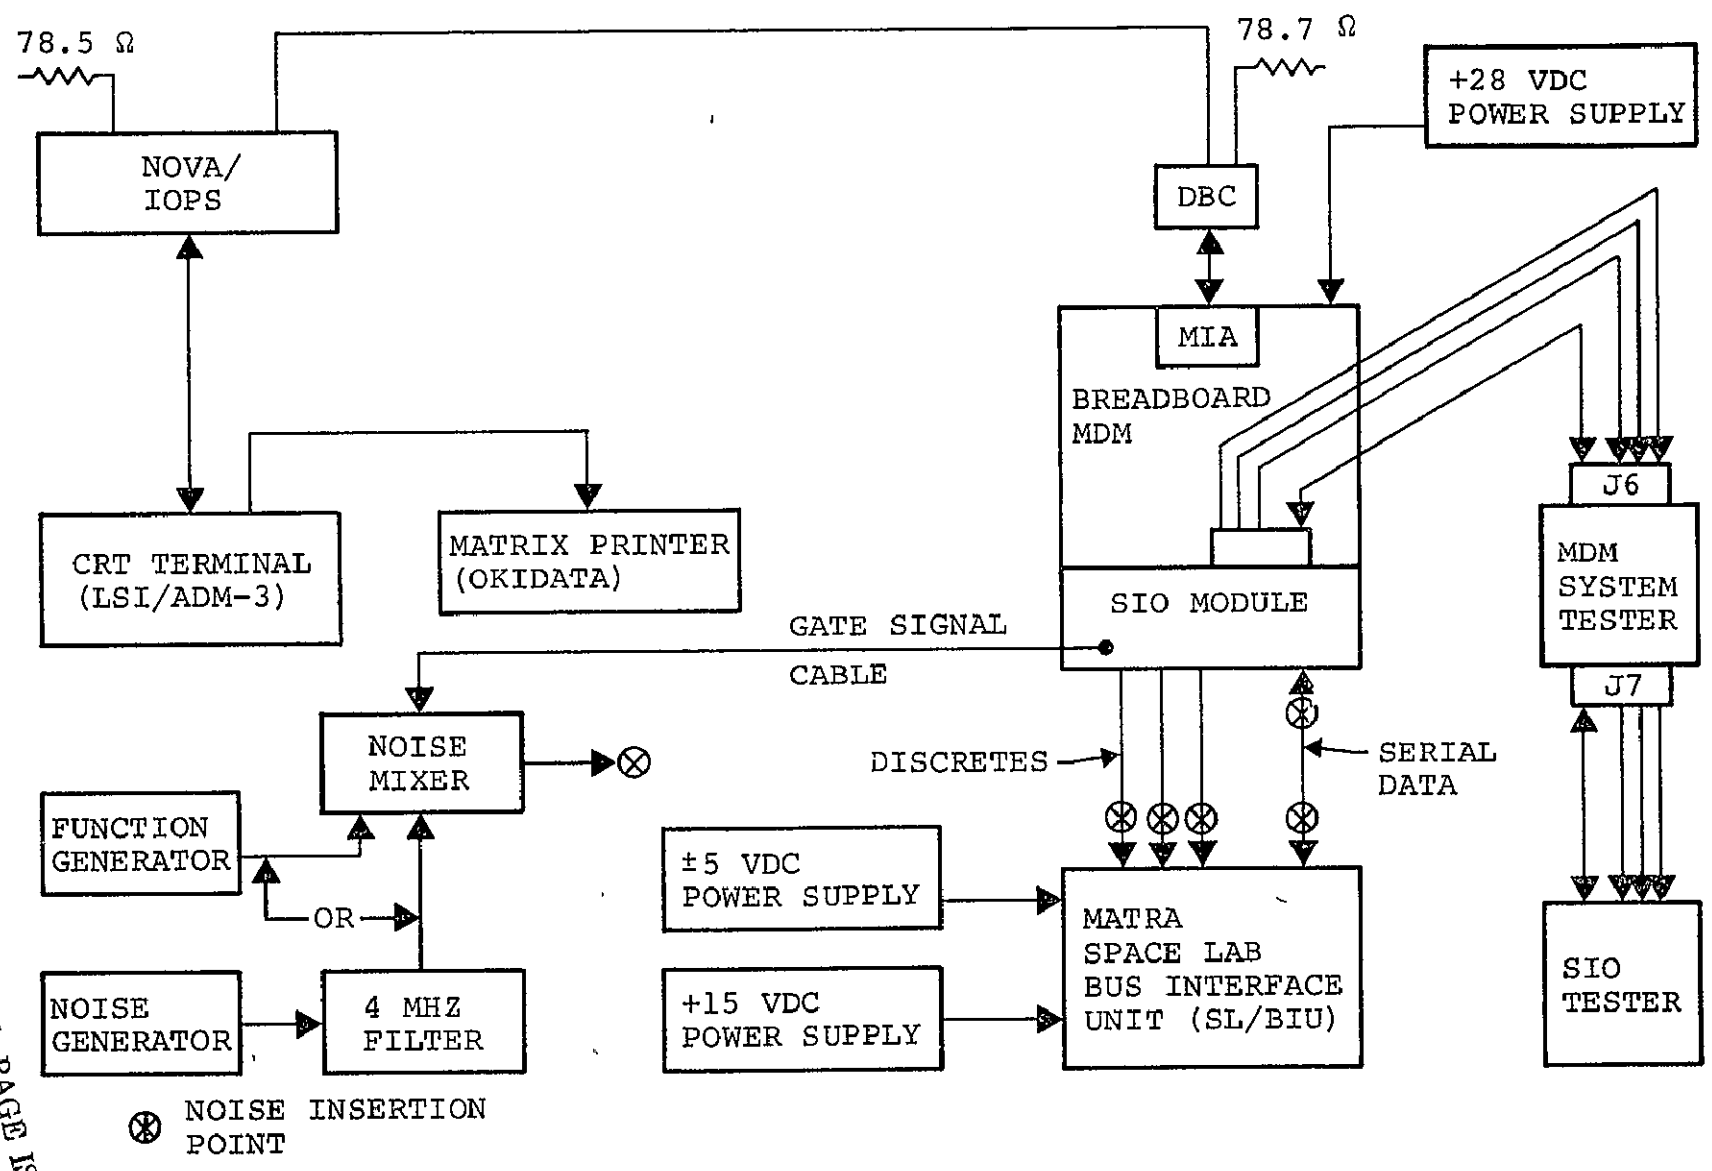 78.5 Ω
78.7 Ω
+28 VDC
POWER SUPPLY
NOVA/
IOPS
DBC
MIA
BREADBOARD
MDM
J6
CRT TERMINAL
(LSI/ADM-3)
MATRIX PRINTER
(OKIDATA)
MDM
SYSTEM
TESTER
SIO MODULE
GATE SIGNAL
CABLE
J7
NOISE
MIXER
DISCRETES
SERIAL
DATA
FUNCTION
GENERATOR
±5 VDC
POWER SUPPLY
OR
MATRA
SPACE LAB
BUS INTERFACE
UNIT (SL/BIU)
SIO
TESTER
NOISE
GENERATOR
4 MHZ
FILTER
+15 VDC
POWER SUPPLY
NOISE INSERTION
POINT
PAGE IS